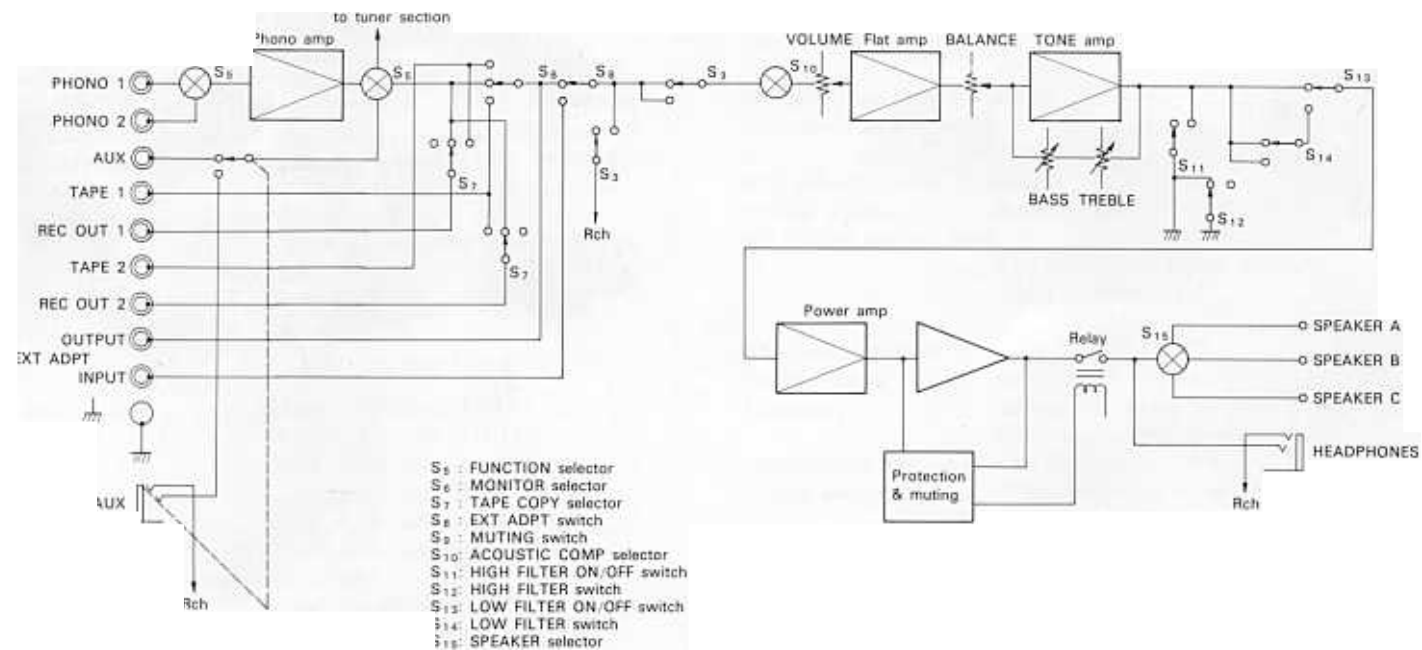 to tuner section
Phono amp
VOLUME Flat amp BALANCE TONE amp
PHONO 1
S₅
S₅
S₆
S₈
S₃
S₁₀
S₁₃
PHONO 2
AUX
S₁₄
S₃
S₇
S₁₁
TAPE 1
BASS TREBLE
REC OUT 1
Rch
S₁₂
TAPE 2
S₇
REC OUT 2
Power amp
OUTPUT
EXT ADPT
INPUT
Relay
S₁₅
SPEAKER A
SPEAKER B
SPEAKER C
HEADPHONES
Protection
& muting
Rch
AUX
Rch
S₅ : FUNCTION selector
S₆ : MONITOR selector
S₇ : TAPE COPY selector
S₈ : EXT ADPT switch
S₉ : MUTING switch
S₁₀: ACOUSTIC COMP selector
S₁₁: HIGH FILTER ON/OFF switch
S₁₂: HIGH FILTER switch
S₁₃: LOW FILTER ON/OFF switch
S₁₄: LOW FILTER switch
S₁₅: SPEAKER selector